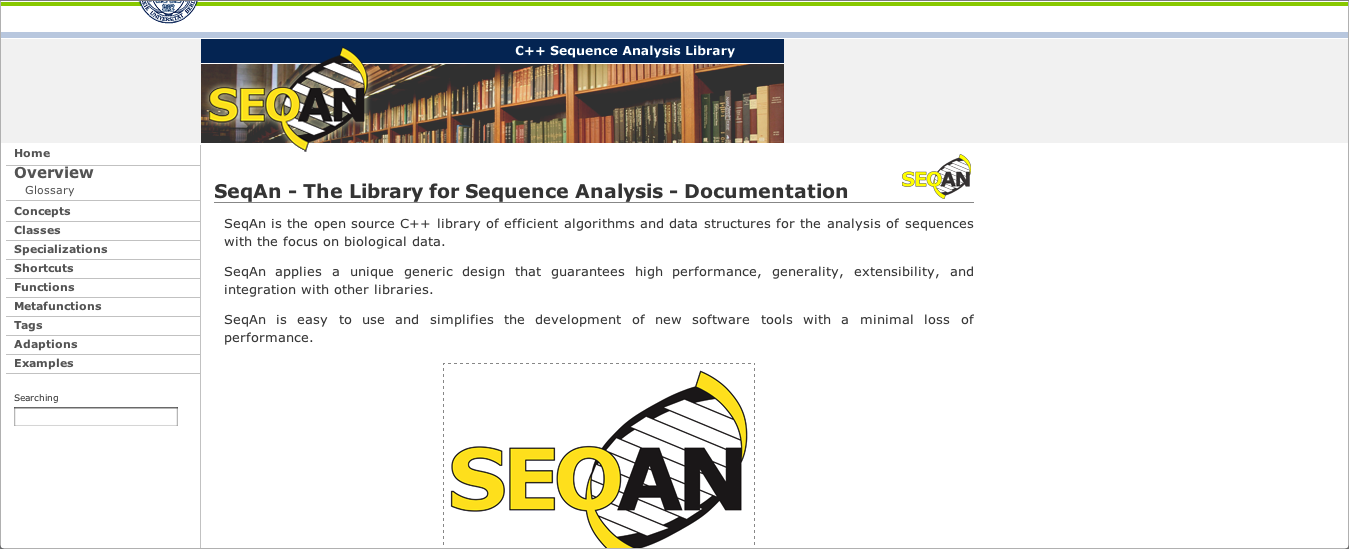 C++ Sequence Analysis Library
SEQAN
Home
Overview
Glossary
Concepts
Classes
Specializations
Shortcuts
Functions
Metafunctions
Tags
Adaptions
Examples
Searching
SEQAN
SeqAn - The Library for Sequence Analysis - Documentation
SeqAn is the open source C++ library of efficient algorithms and data structures for the analysis of sequences
with the focus on biological data.
SeqAn applies a unique generic design that guarantees high performance, generality, extensibility, and
integration with other libraries.
SeqAn is easy to use and simplifies the development of new software tools with a minimal loss of
performance.
SEQAN